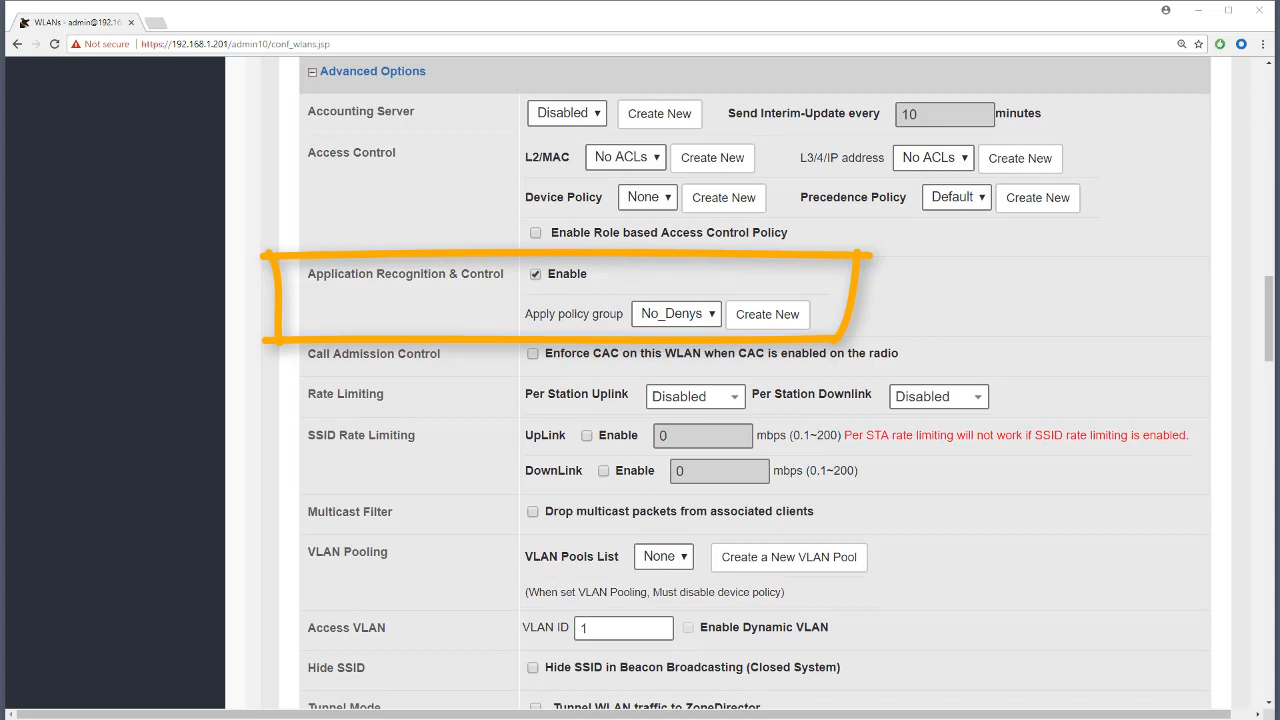 WLANs - admin@192.16
Not secure https://192.168.1.201/admin10/conf_wlans.jsp
Advanced Options
Accounting Server Disabled Create New Send Interim-Update every 10 minutes
Access Control L2/MAC No ACLs Create New L3/4/IP address No ACLs Create New
Device Policy None Create New Precedence Policy Default Create New
Enable Role based Access Control Policy
Application Recognition & Control Enable
Apply policy group No_Denys Create New
Call Admission Control Enforce CAC on this WLAN when CAC is enabled on the radio
Rate Limiting Per Station Uplink Disabled Per Station Downlink Disabled
SSID Rate Limiting UpLink Enable 0 mbps (0.1~200) Per STA rate limiting will not work if SSID rate limiting is enabled.
DownLink Enable 0 mbps (0.1~200)
Multicast Filter Drop multicast packets from associated clients
VLAN Pooling VLAN Pools List None Create a New VLAN Pool
(When set VLAN Pooling, Must disable device policy)
Access VLAN VLAN ID 1 Enable Dynamic VLAN
Hide SSID Hide SSID in Beacon Broadcasting (Closed System)
Tunnel Mode Tunnel WLAN traffic to ZoneDirector